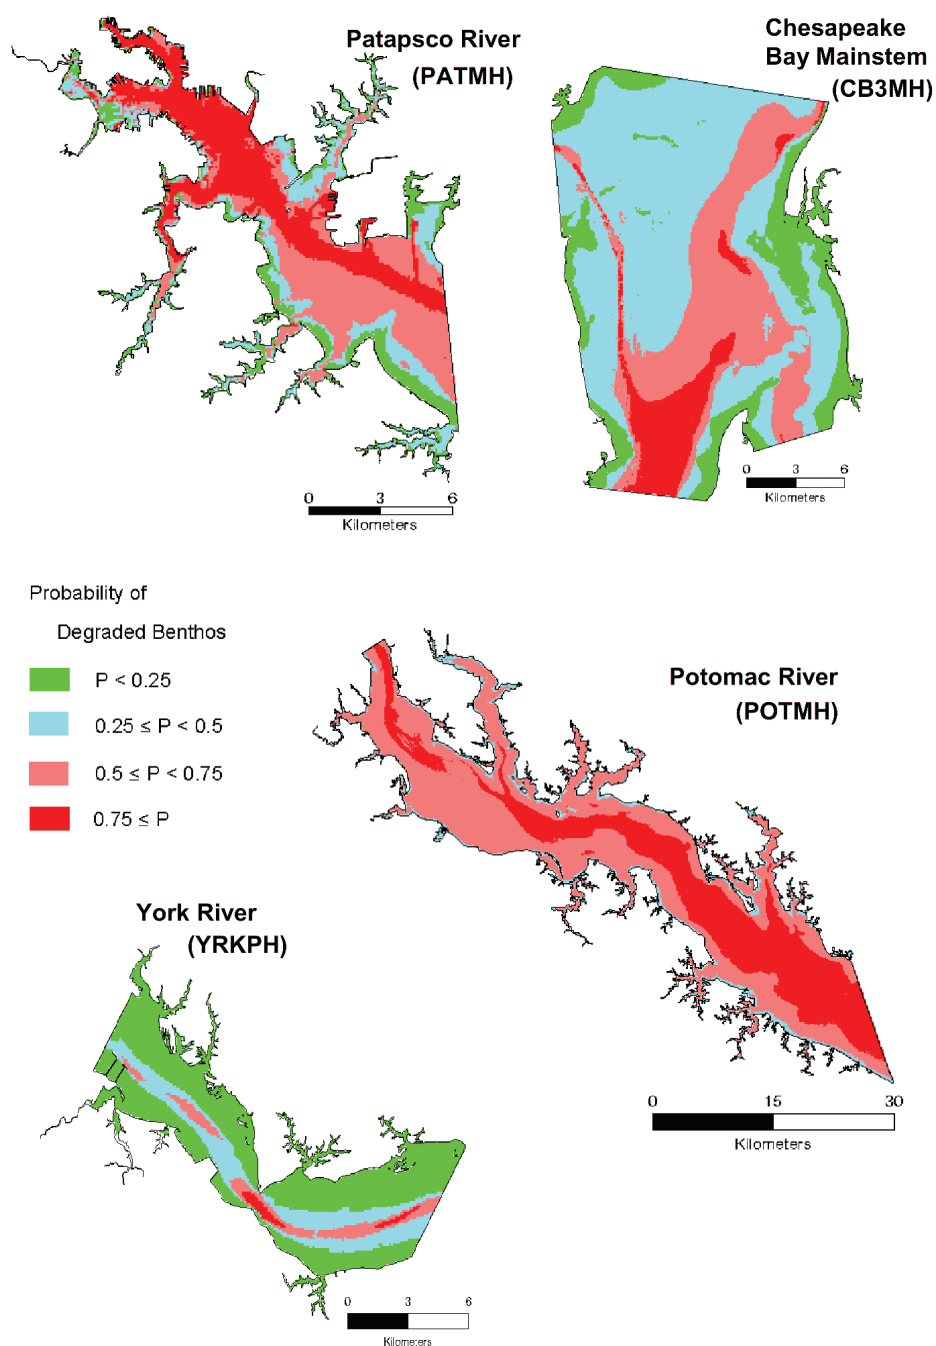 Patapsco River
(PATMH)
Chesapeake
Bay Mainstem
(CB3MH)
0 3 6
Kilometers
0 3 6
Kilometers
Probability of
Degraded Benthos
P < 0.25
0.25 ≤ P < 0.5
0.5 ≤ P < 0.75
0.75 ≤ P
Potomac River
(POTMH)
0 15 30
Kilometers
York River
(YRKPH)
0 3 6
Kilometers